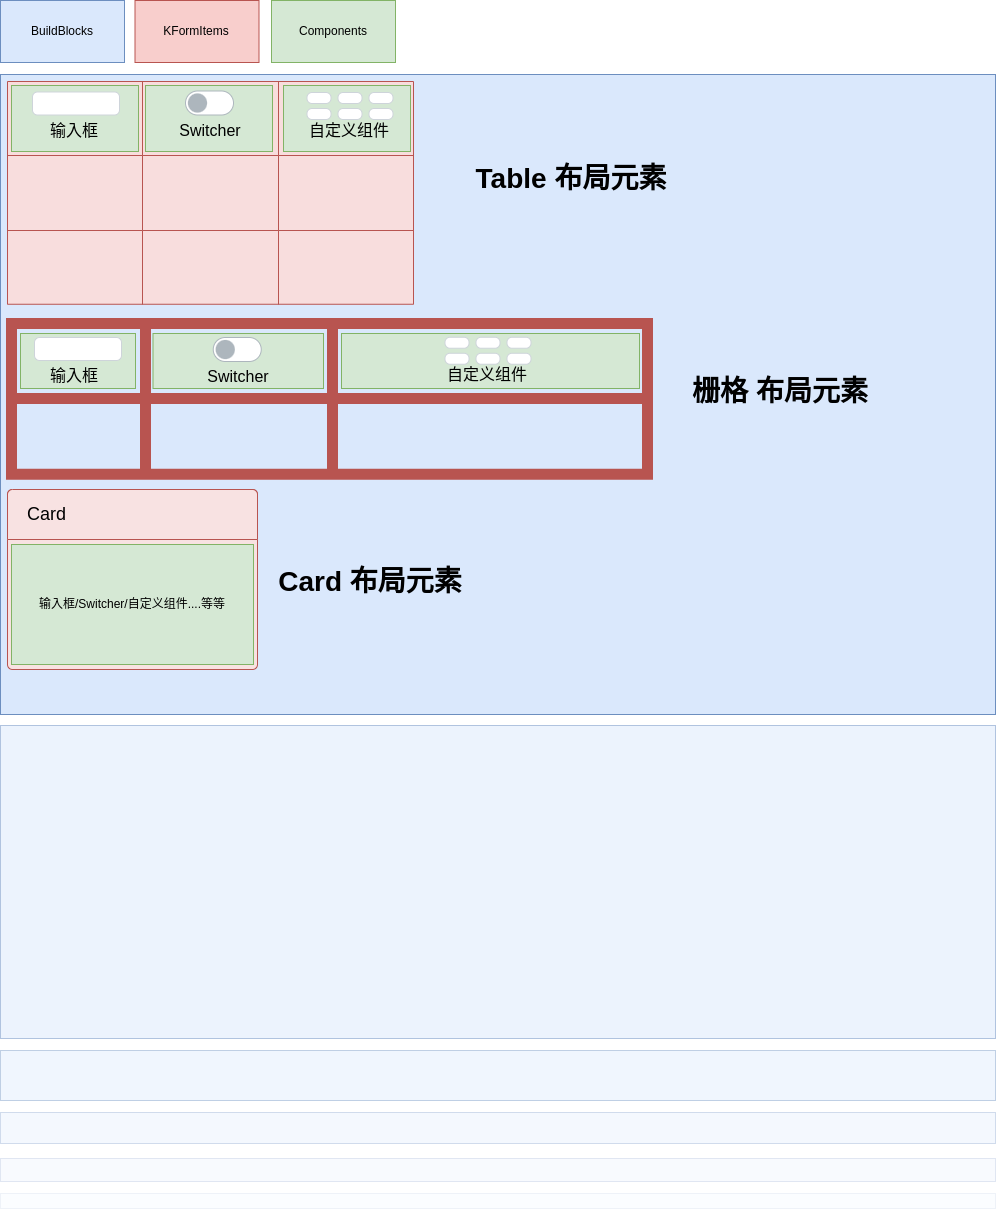 BuildBlocks
KFormItems
Components
输入框
Switcher
自定义组件
Table 布局元素
输入框
Switcher
自定义组件
栅格 布局元素
Card
输入框/Switcher/自定义组件....等等
Card 布局元素